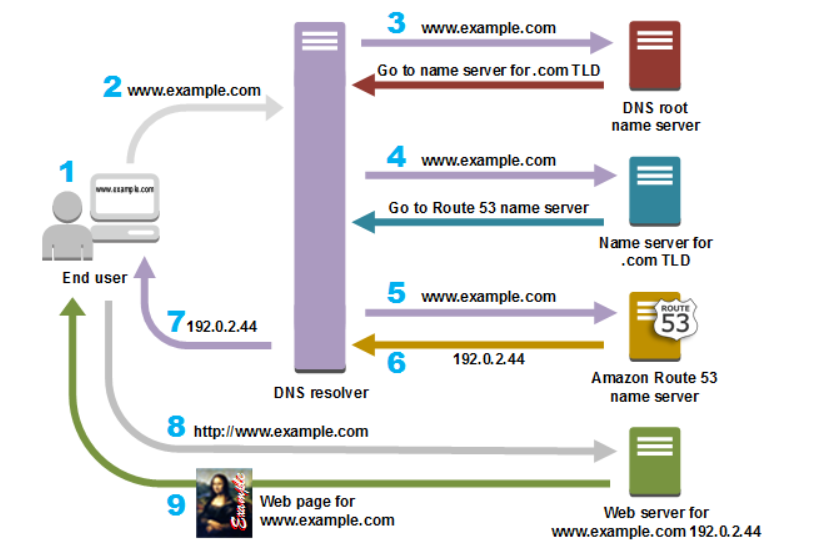 3 www.example.com
Go to name server for .com TLD
DNS root
name server
2 www.example.com
1
www.example.com
End user
4 www.example.com
Go to Route 53 name server
Name server for
.com TLD
5 www.example.com
ROUTE
53
6 192.0.2.44
Amazon Route 53
name server
7 192.0.2.44
DNS resolver
8 http://www.example.com
9
Example
Web page for
www.example.com
Web server for
www.example.com 192.0.2.44